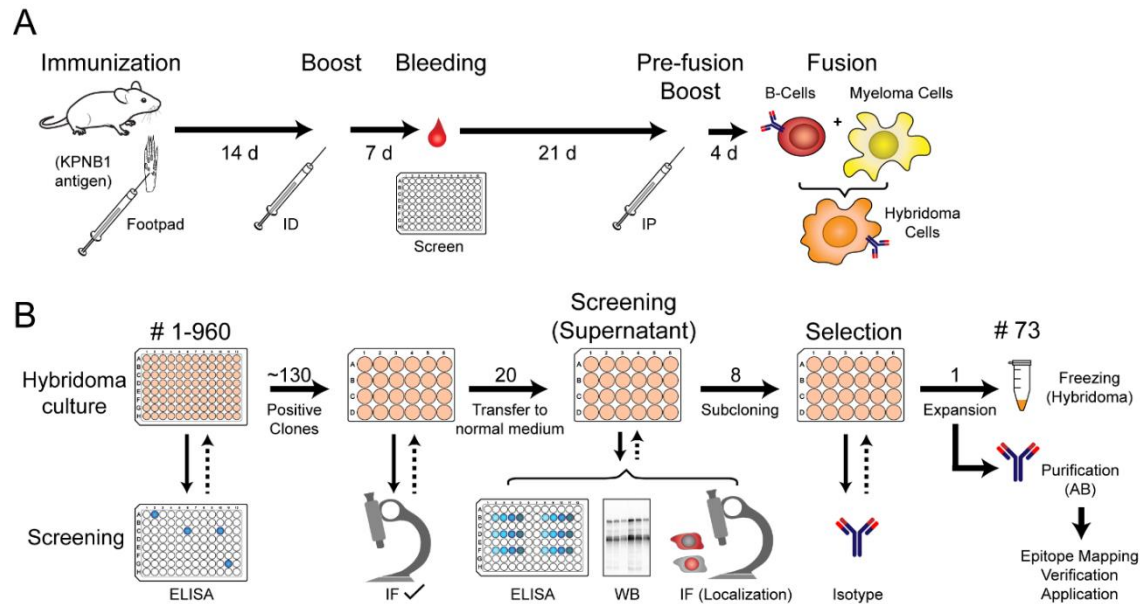 A
Immunization
Boost
Bleeding
Pre-fusion
Boost
Fusion
B-Cells
Myeloma Cells
+
(KPNB1
antigen)
14 d
7 d
21 d
4 d
Footpad
ID
Screen
IP
Hybridoma
Cells
B
# 1-960
Screening
(Supernatant)
Selection
# 73
Hybridoma
culture
~130
Positive
Clones
20
Transfer to
normal medium
8
Subcloning
1
Expansion
Freezing
(Hybridoma)
Purification
(AB)
Screening
ELISA
IF ✓
ELISA
WB
IF (Localization)
Isotype
Epitope Mapping
Verification
Application